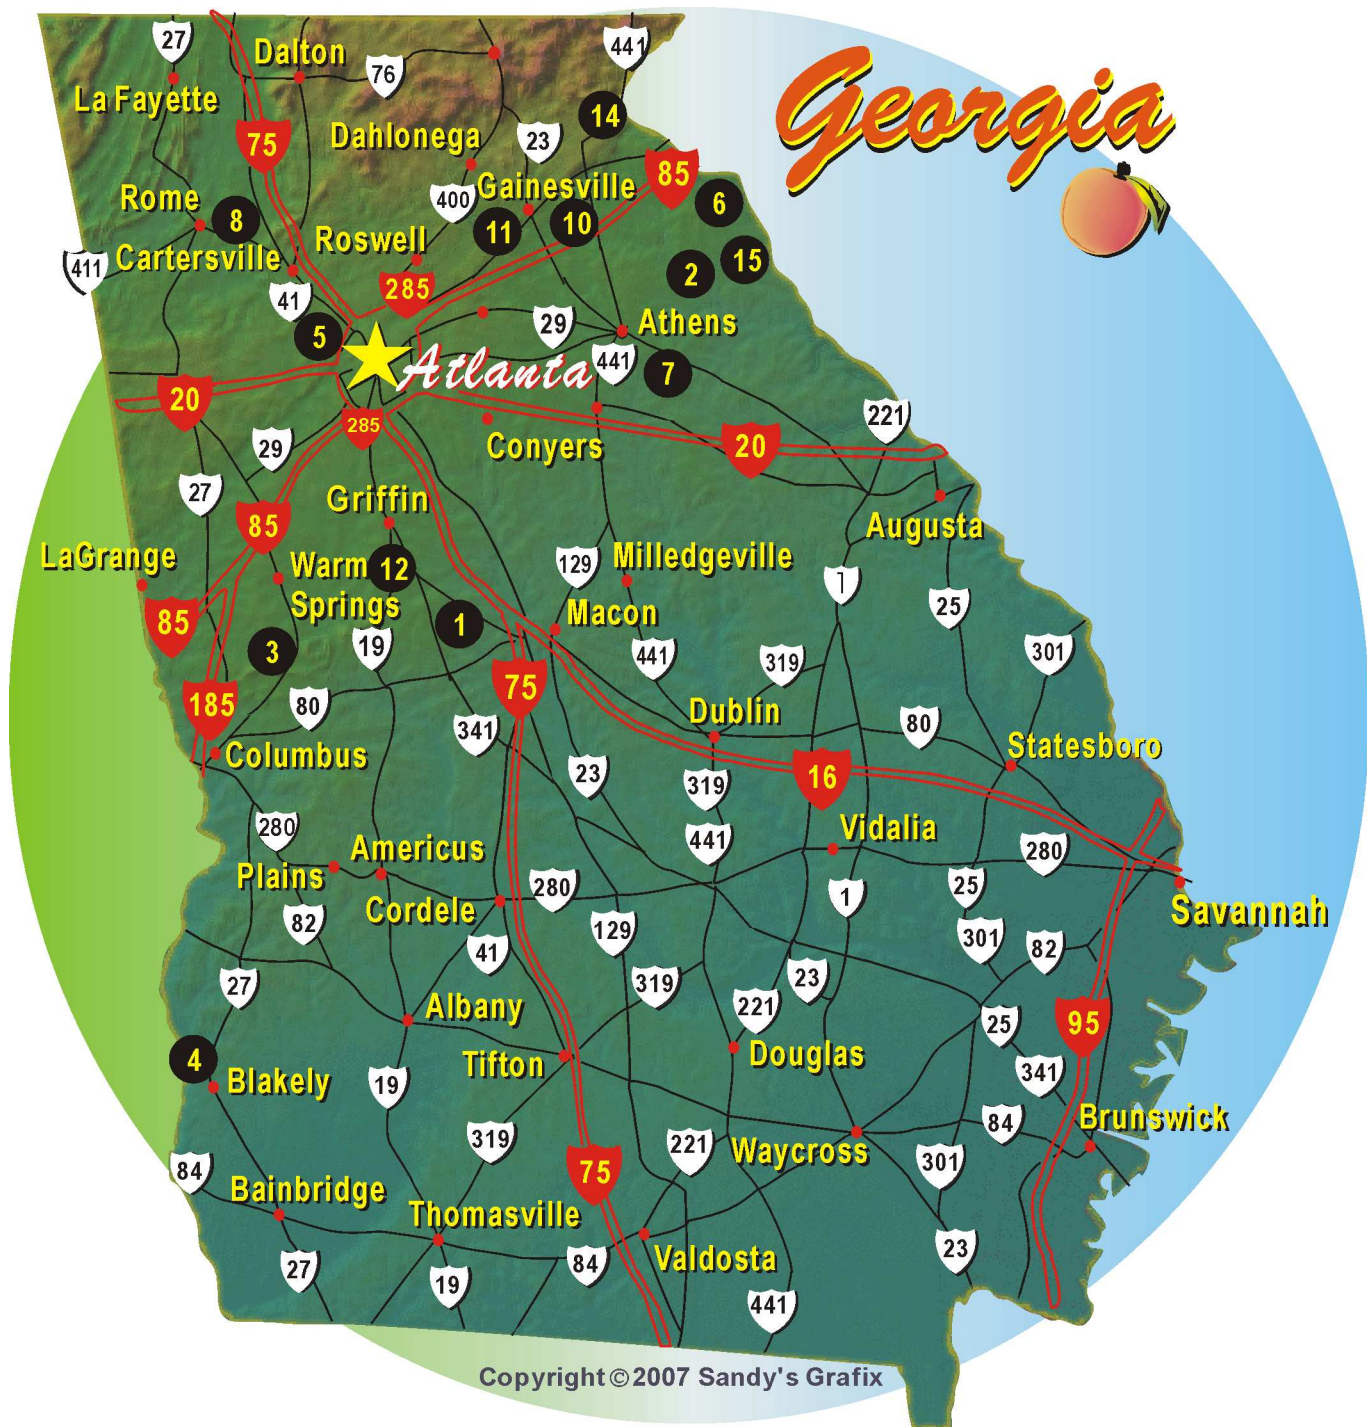 Georgia
27
Dalton
76
441
La Fayette
14
75
Dahlonega
23
85
Gainesville
400
6
Rome
8
11
10
Roswell
15
411
Cartersville
285
2
41
5
29
Athens
Atlanta
441
7
20
285
221
29
Conyers
20
27
Griffin
85
Augusta
LaGrange
Warm
12
129
Milledgeville
1
Springs
25
85
1
Macon
3
19
441
319
301
185
80
75
Dublin
341
80
Columbus
Statesboro
23
319
16
280
441
Vidalia
Americus
280
Plains
280
25
1
Cordele
Savannah
82
129
301
41
82
27
319
23
221
Albany
25
95
4
Tifton
Douglas
Blakely
19
341
319
221
84
Brunswick
Waycross
84
75
301
Bainbridge
Thomasville
Valdosta
23
84
27
19
441
Copyright©2007 Sandy's Grafix